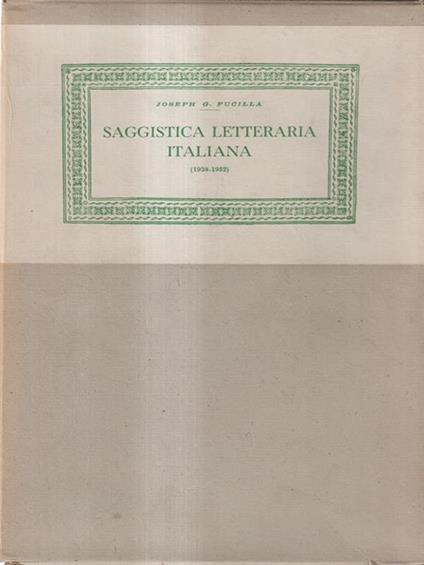 JOSEPH G. FUCILLA
SAGGISTICA LETTERARIA
ITALIANA
(1938-1952)